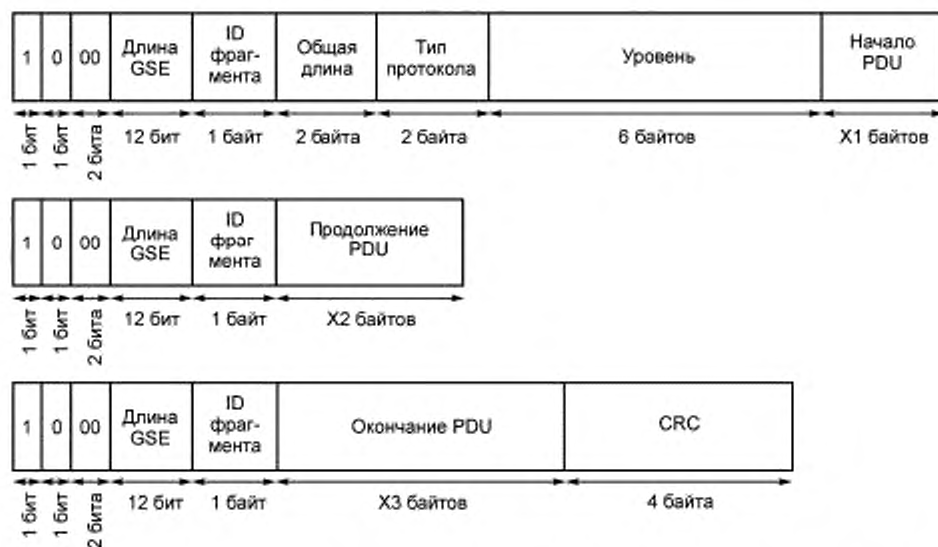 1 0 00 Длина GSE ID фраг- мента Общая длина Тип протокола Уровень Начало PDU
1 бит 1 бит 2 бита 12 бит 1 байт 2 байта 2 байта 6 байтов X1 байтов
1 0 00 Длина GSE ID фраг мента Продолжение PDU
1 бит 1 бит 2 бита 12 бит 1 байт X2 байтов
1 0 00 Длина GSE ID фраг- мента Окончание PDU CRC
1 бит 1 бит 2 бита 12 бит 1 байт X3 байтов 4 байта